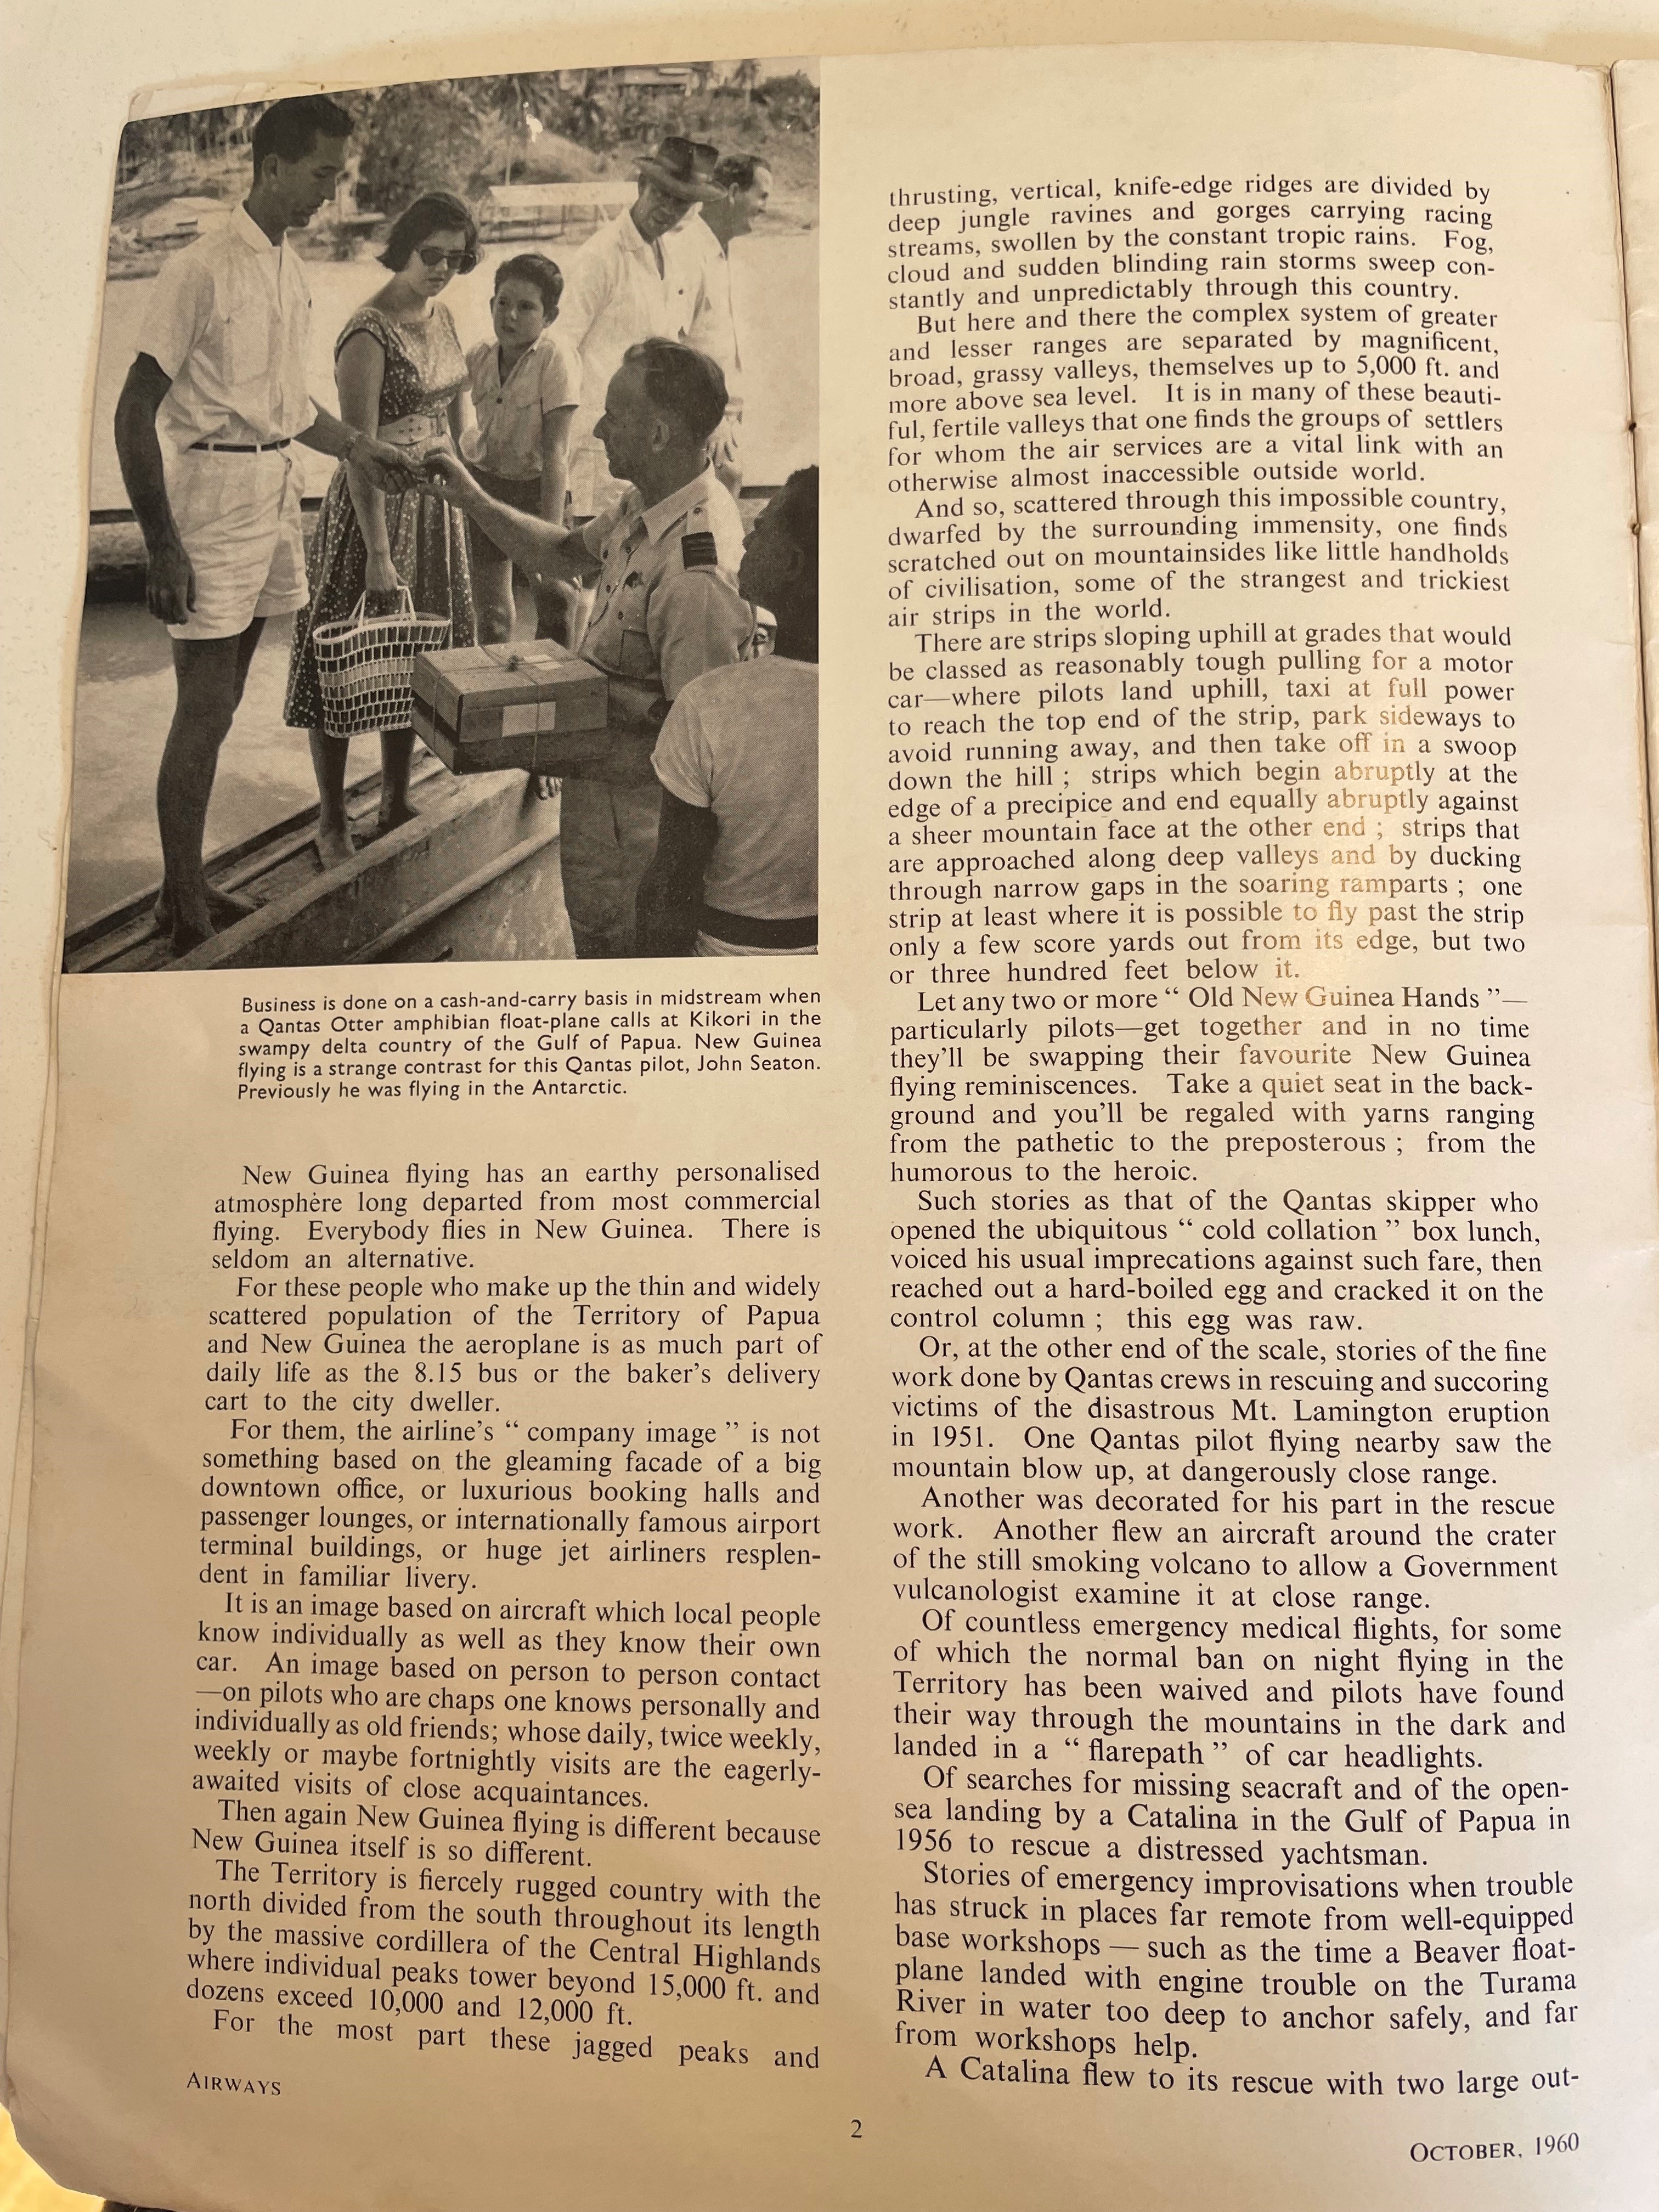 Business is done on a cash-and-carry basis in midstream when
a Qantas Otter amphibian float-plane calls at Kikori in the
swampy delta country of the Gulf of Papua. New Guinea
flying is a strange contrast for this Qantas pilot, John Seaton.
Previously he was flying in the Antarctic.
New Guinea flying has an earthy personalised
atmosphere long departed from most commercial
flying. Everybody flies in New Guinea. There is
seldom an alternative.
For these people who make up the thin and widely
scattered population of the Territory of Papua
and New Guinea the aeroplane is as much part of
daily life as the 8.15 bus or the baker's delivery
cart to the city dweller.
For them, the airline's “ company image ” is not
something based on the gleaming facade of a big
downtown office, or luxurious booking halls and
passenger lounges, or internationally famous airport
terminal buildings, or huge jet airliners resplen-
dent in familiar livery.
It is an image based on aircraft which local people
know individually as well as they know their own
car. An image based on person to person contact
—on pilots who are chaps one knows personally and
individually as old friends; whose daily, twice weekly,
weekly or maybe fortnightly visits are the eagerly-
awaited visits of close acquaintances.
Then again New Guinea flying is different because
New Guinea itself is so different.
The Territory is fiercely rugged country with the
north divided from the south throughout its length
by the massive cordillera of the Central Highlands
where individual peaks tower beyond 15,000 ft. and
dozens exceed 10,000 and 12,000 ft.
For the most part these jagged peaks and
thrusting, vertical, knife-edge ridges are divided by
deep jungle ravines and gorges carrying racing
streams, swollen by the constant tropic rains. Fog,
cloud and sudden blinding rain storms sweep con-
stantly and unpredictably through this country.
But here and there the complex system of greater
and lesser ranges are separated by magnificent,
broad, grassy valleys, themselves up to 5,000 ft. and
more above sea level. It is in many of these beauti-
ful, fertile valleys that one finds the groups of settlers
for whom the air services are a vital link with an
otherwise almost inaccessible outside world.
And so, scattered through this impossible country,
dwarfed by the surrounding immensity, one finds
scratched out on mountainsides like little handholds
of civilisation, some of the strangest and trickiest
air strips in the world.
There are strips sloping uphill at grades that would
be classed as reasonably tough pulling for a motor
car—where pilots land uphill, taxi at full power
to reach the top end of the strip, park sideways to
avoid running away, and then take off in a swoop
down the hill ; strips which begin abruptly at the
edge of a precipice and end equally abruptly against
a sheer mountain face at the other end ; strips that
are approached along deep valleys and by ducking
through narrow gaps in the soaring ramparts ; one
strip at least where it is possible to fly past the strip
only a few score yards out from its edge, but two
or three hundred feet below it.
Let any two or more “ Old New Guinea Hands ”—
particularly pilots—get together and in no time
they'll be swapping their favourite New Guinea
flying reminiscences. Take a quiet seat in the back-
ground and you'll be regaled with yarns ranging
from the pathetic to the preposterous ; from the
humorous to the heroic.
Such stories as that of the Qantas skipper who
opened the ubiquitous “ cold collation ” box lunch,
voiced his usual imprecations against such fare, then
reached out a hard-boiled egg and cracked it on the
control column ; this egg was raw.
Or, at the other end of the scale, stories of the fine
work done by Qantas crews in rescuing and succoring
victims of the disastrous Mt. Lamington eruption
in 1951. One Qantas pilot flying nearby saw the
mountain blow up, at dangerously close range.
Another was decorated for his part in the rescue
work. Another flew an aircraft around the crater
of the still smoking volcano to allow a Government
vulcanologist examine it at close range.
Of countless emergency medical flights, for some
of which the normal ban on night flying in the
Territory has been waived and pilots have found
their way through the mountains in the dark and
landed in a “ flarepath ” of car headlights.
Of searches for missing seacraft and of the open-
sea landing by a Catalina in the Gulf of Papua in
1956 to rescue a distressed yachtsman.
Stories of emergency improvisations when trouble
has struck in places far remote from well-equipped
base workshops — such as the time a Beaver float-
plane landed with engine trouble on the Turama
River in water too deep to anchor safely, and far
from workshops help.
A Catalina flew to its rescue with two large out-
AIRWAYS
2
OCTOBER, 1960